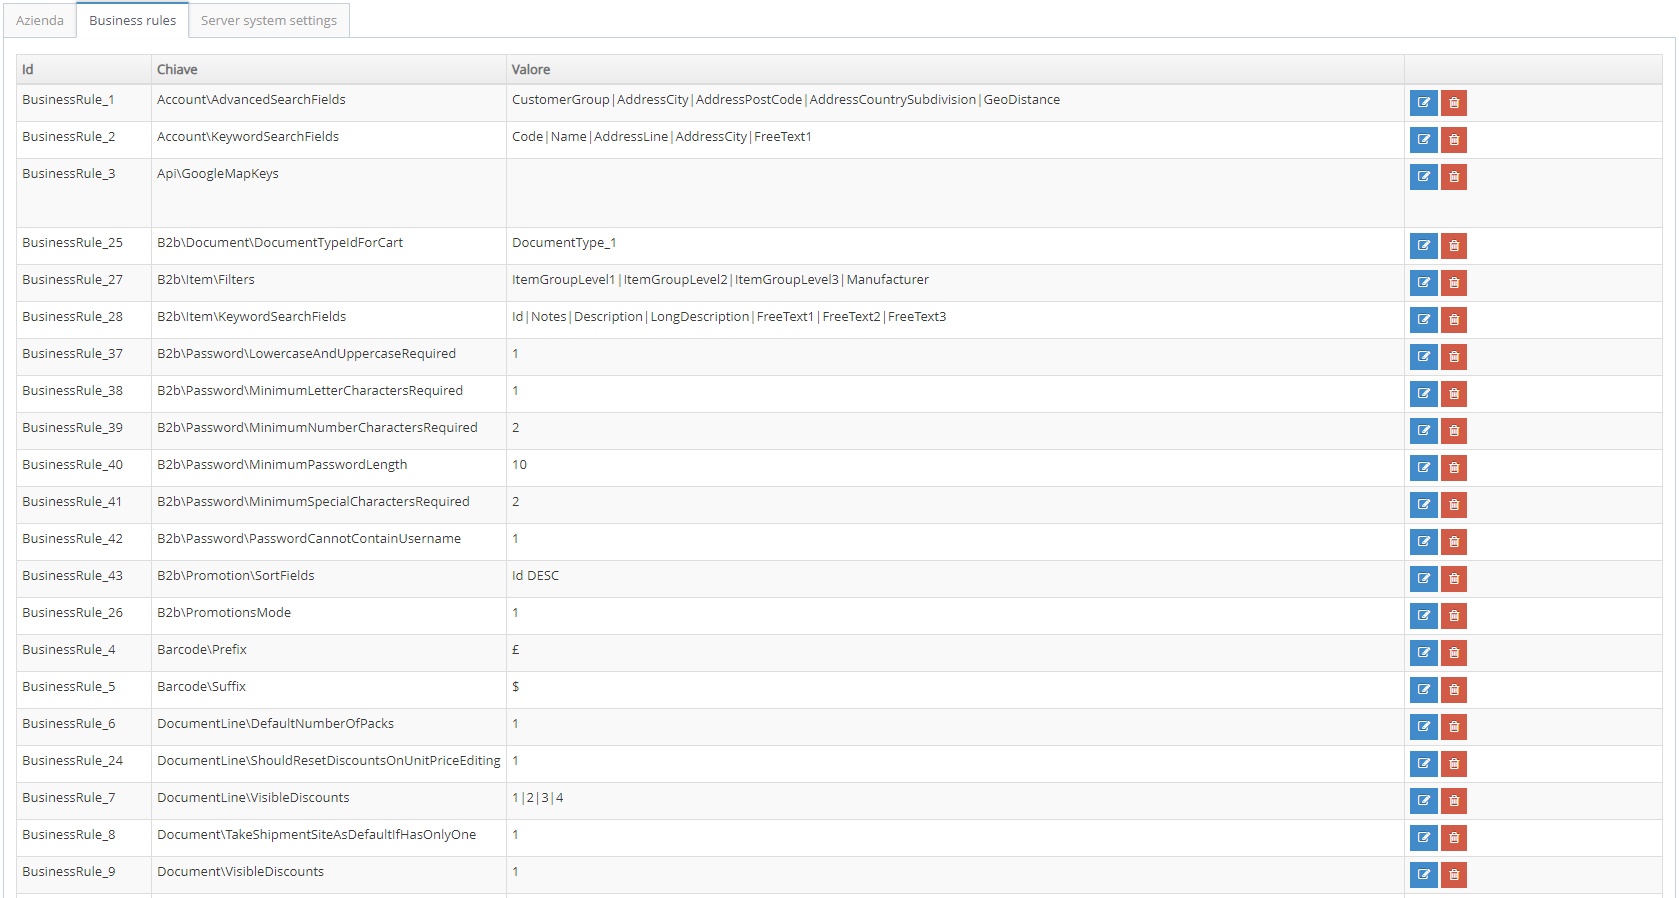 Azienda Business rules Server system settings
Id Chiave Valore
BusinessRule_1 Account\AdvancedSearchFields CustomerGroup|AddressCity|AddressPostCode|AddressCountrySubdivision|GeoDistance
BusinessRule_2 Account\KeywordSearchFields Code|Name|AddressLine|AddressCity|FreeText1
BusinessRule_3 Api\GoogleMapKeys
BusinessRule_25 B2b\Document\DocumentTypeIdForCart DocumentType_1
BusinessRule_27 B2b\Item\Filters ItemGroupLevel1|ItemGroupLevel2|ItemGroupLevel3|Manufacturer
BusinessRule_28 B2b\Item\KeywordSearchFields Id|Notes|Description|LongDescription|FreeText1|FreeText2|FreeText3
BusinessRule_37 B2b\Password\LowercaseAndUppercaseRequired 1
BusinessRule_38 B2b\Password\MinimumLetterCharactersRequired 1
BusinessRule_39 B2b\Password\MinimumNumberCharactersRequired 2
BusinessRule_40 B2b\Password\MinimumPasswordLength 10
BusinessRule_41 B2b\Password\MinimumSpecialCharactersRequired 2
BusinessRule_42 B2b\Password\PasswordCannotContainUsername 1
BusinessRule_43 B2b\Promotion\SortFields Id DESC
BusinessRule_26 B2b\PromotionsMode 1
BusinessRule_4 Barcode\Prefix £
BusinessRule_5 Barcode\Suffix $
BusinessRule_6 DocumentLine\DefaultNumberOfPacks 1
BusinessRule_24 DocumentLine\ShouldResetDiscountsOnUnitPriceEditing 1
BusinessRule_7 DocumentLine\VisibleDiscounts 1|2|3|4
BusinessRule_8 Document\TakeShipmentSiteAsDefaultIfHasOnlyOne 1
BusinessRule_9 Document\VisibleDiscounts 1